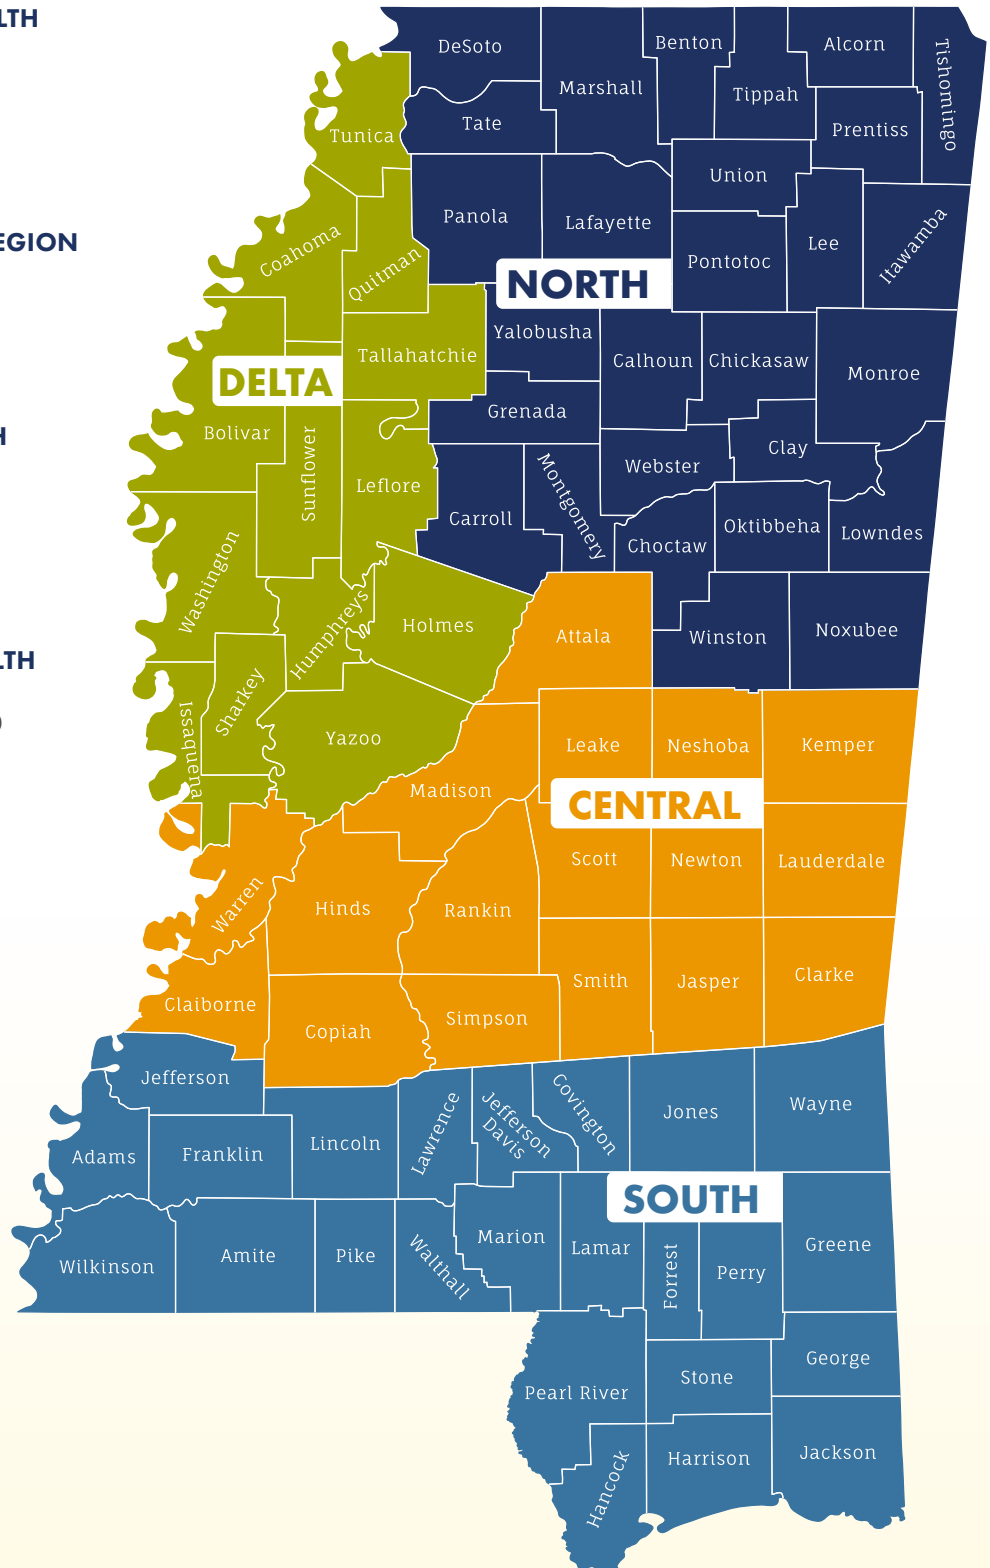 LTH
EGION
H
LTH
)
DeSoto
Benton
Alcorn
Tishomingo
Marshall
Tippah
Tate
Prentiss
Tunica
Union
Panola
Lafayette
Coahoma
Quitman
Pontotoc
Lee
Itawamba
NORTH
Yalobusha
Tallahatchie
Calhoun
Chickasaw
Monroe
DELTA
Grenada
Bolivar
Sunflower
Clay
Webster
Leflore
Montgomery
Carroll
Oktibbeha
Lowndes
Choctaw
Washington
Humphreys
Holmes
Attala
Winston
Noxubee
Sharkey
Issaquena
Yazoo
Leake
Neshoba
Kemper
Madison
CENTRAL
Scott
Newton
Lauderdale
Warren
Hinds
Rankin
Smith
Jasper
Clarke
Claiborne
Copiah
Simpson
Jefferson
Lawrence
Jefferson
Davis
Covington
Jones
Wayne
Lincoln
Adams
Franklin
SOUTH
Wilkinson
Amite
Pike
Walthall
Marion
Lamar
Forrest
Perry
Greene
George
Stone
Pearl River
Hancock
Harrison
Jackson